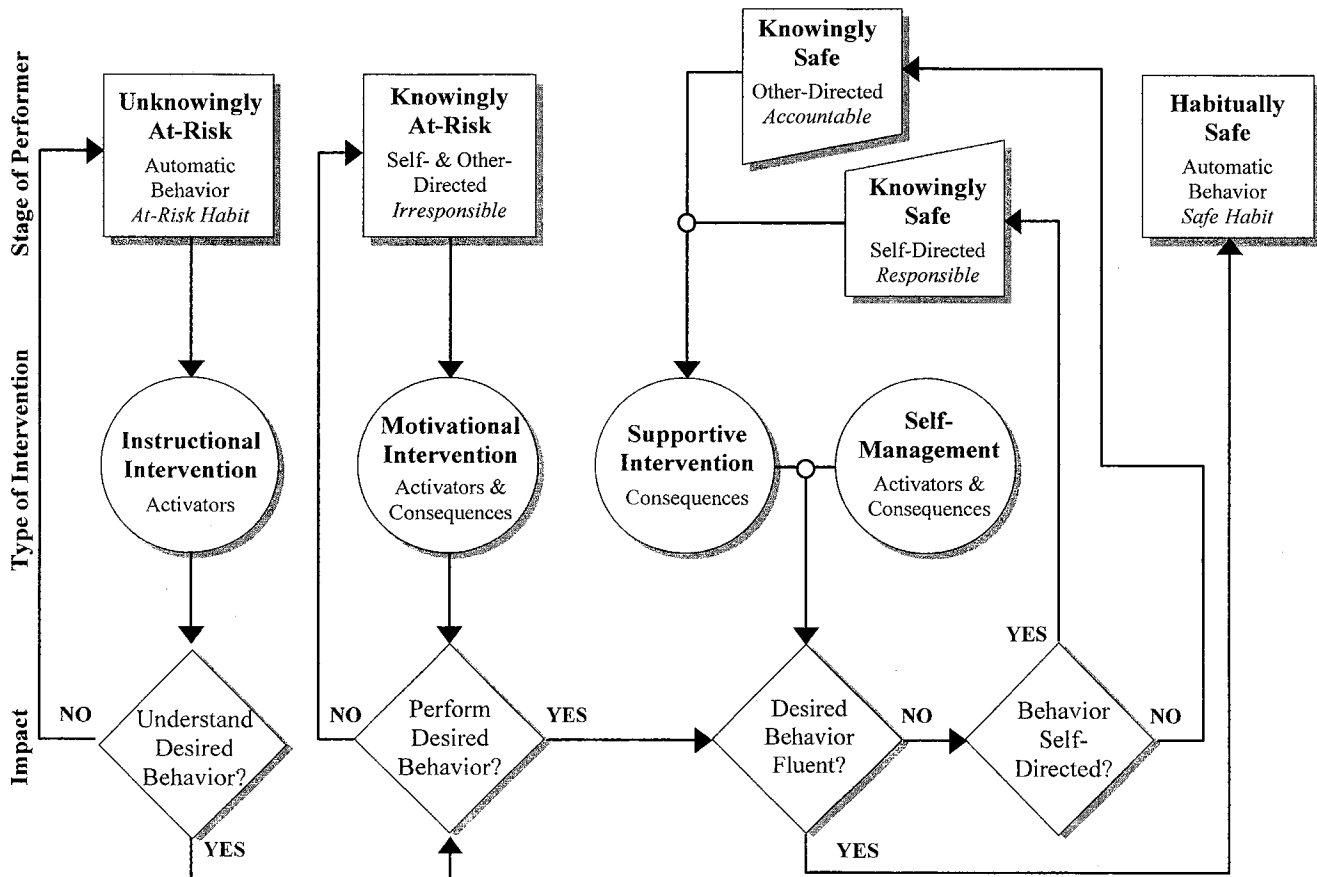 Stage of Performer
Unknowingly
At-Risk
Automatic
Behavior
At-Risk Habit
Knowingly
At-Risk
Self- & Other-
Directed
Irresponsible
Knowingly
Safe
Other-Directed
Accountable
Knowingly
Safe
Self-Directed
Responsible
Habitually
Safe
Automatic
Behavior
Safe Habit
Type of Intervention
Instructional
Intervention
Activators
Motivational
Intervention
Activators &
Consequences
Supportive
Intervention
Consequences
Self-
Management
Activators &
Consequences
Impact
NO
Understand
Desired
Behavior?
YES
NO
Perform
Desired
Behavior?
YES
Desired
Behavior
Fluent?
NO
YES
YES
Behavior
Self-
Directed?
NO